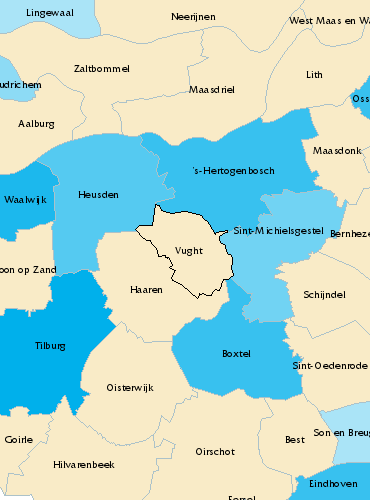 Lingewaal
Neerijnen
West Maas en Wa
Zaltbommel
Lith
udrichem
Maasdriel
Oss
Aalburg
Maasdonk
's-Hertogenbosch
Heusden
Waalwijk
Sint-Michielsgestel
Bernheze
Vught
oon op Zand
Haaren
Schijndel
Tilburg
Boxtel
Sint-Oedenrode
Oisterwijk
Son en Breug
Goirle
Best
Oirschot
Hilvarenbeek
Eindhoven